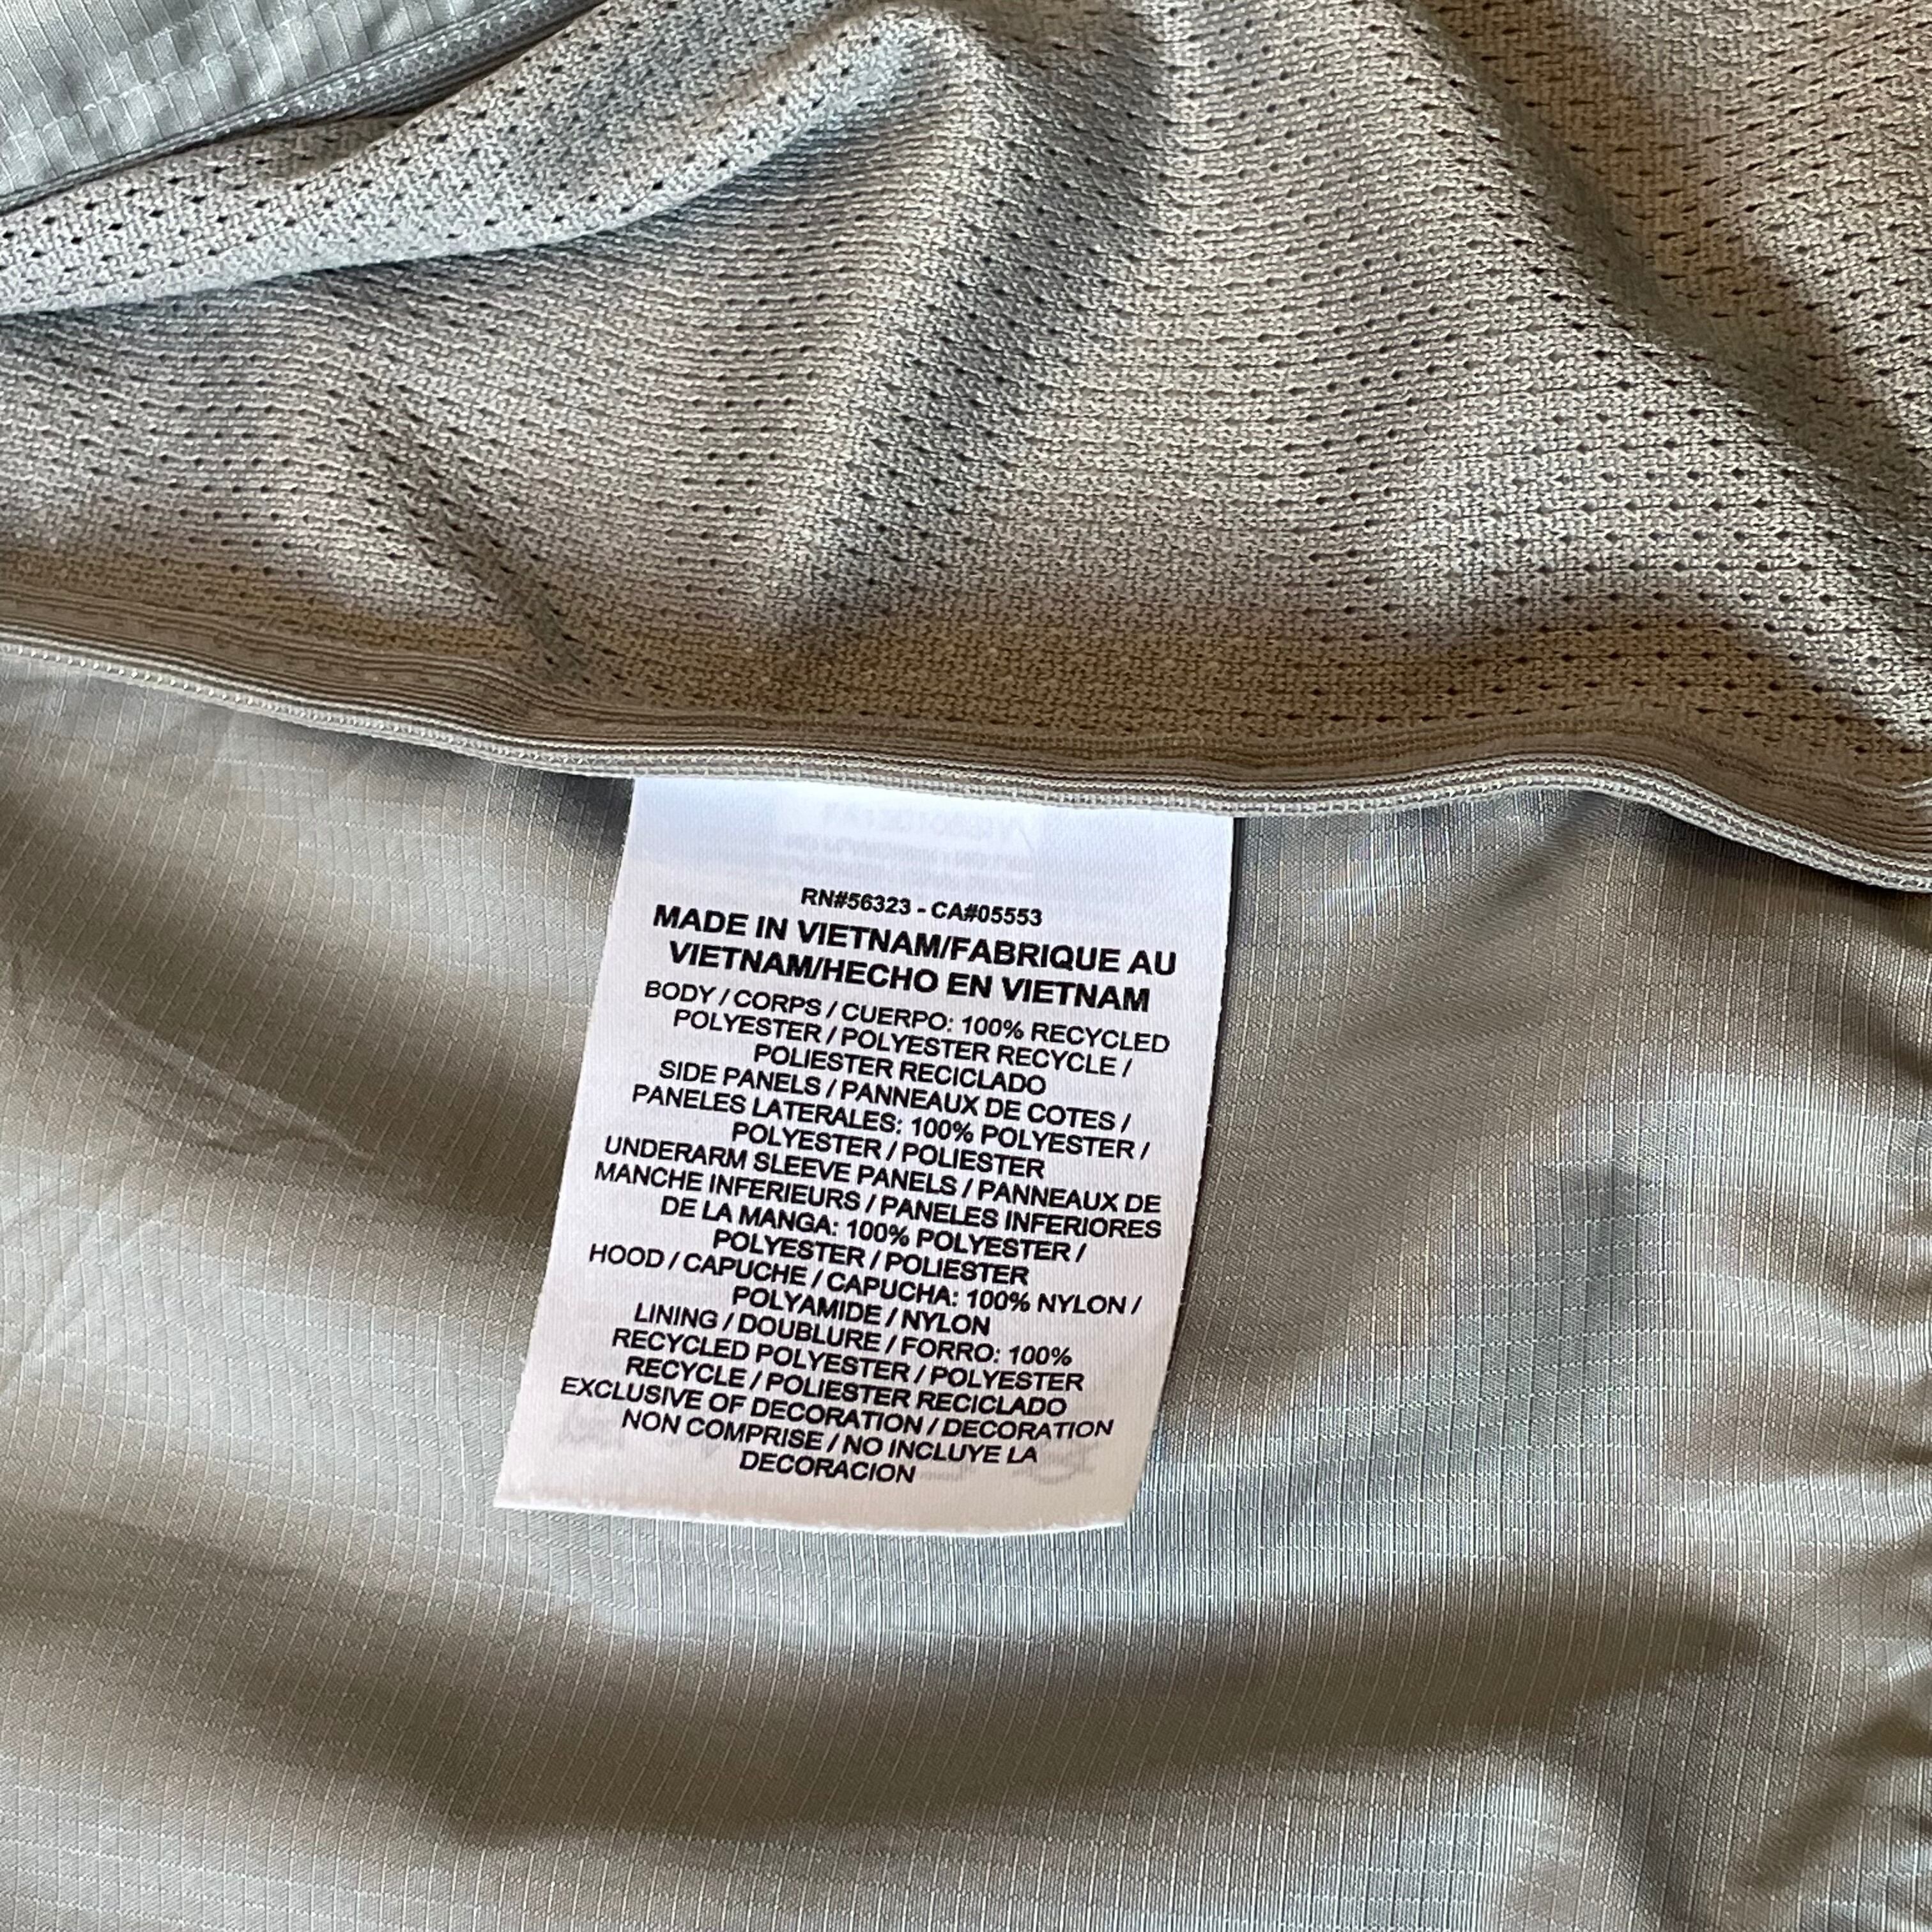 RN#56323 - CA#05553
MADE IN VIETNAM/FABRIQUE AU
VIETNAM/HECHO EN VIETNAM
BODY / CORPS / CUERPO: 100% RECYCLED
POLYESTER / POLYESTER RECYCLE /
POLIESTER RECICLADO
SIDE PANELS / PANNEAUX DE COTES /
PANELES LATERALES: 100% POLYESTER /
POLYESTER / POLIESTER
UNDERARM SLEEVE PANELS / PANNEAUX DE
MANCHE INFERIEURS / PANELES INFERIORES
DE LA MANGA: 100% POLYESTER /
POLYESTER / POLIESTER
HOOD / CAPUCHE / CAPUCHA: 100% NYLON /
POLYAMIDE / NYLON
LINING / DOUBLURE / FORRO: 100%
RECYCLED POLYESTER / POLYESTER
RECYCLE / POLIESTER RECICLADO
EXCLUSIVE OF DECORATION / DECORATION
NON COMPRISE / NO INCLUYE LA
DECORACION